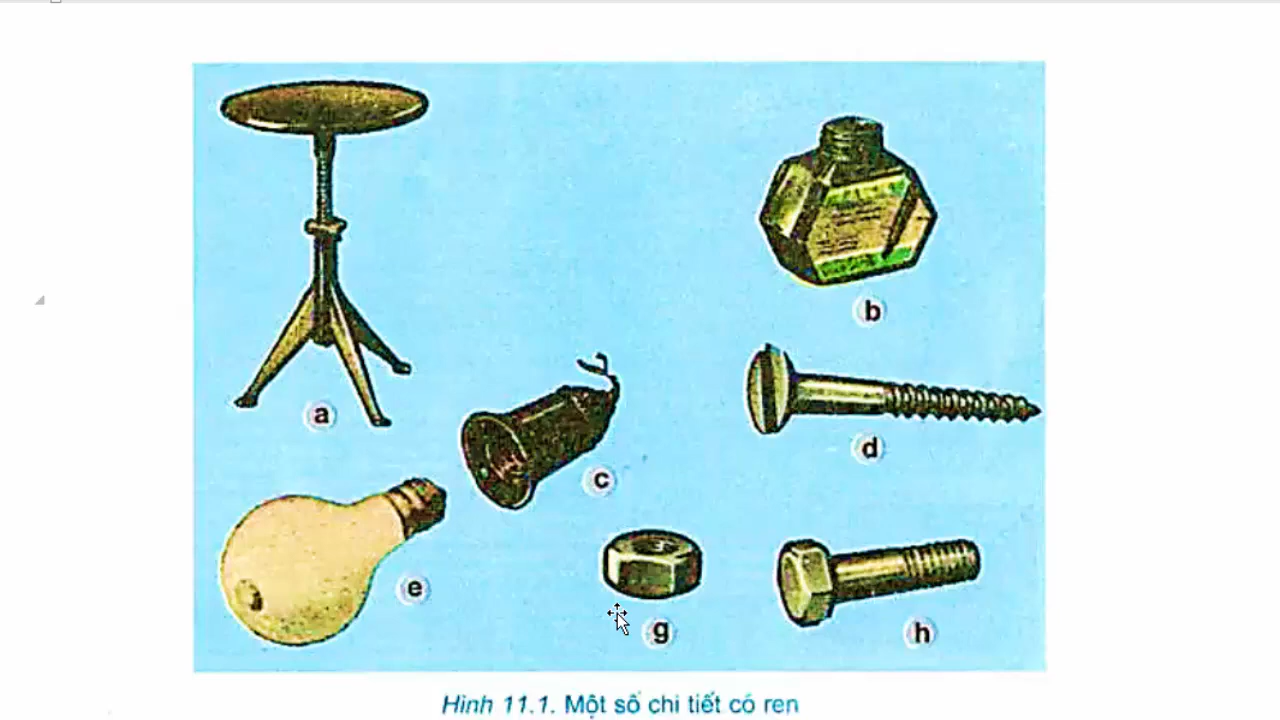 a
b
c
d
e
g
h
Hình 11.1. Một số chi tiết có ren